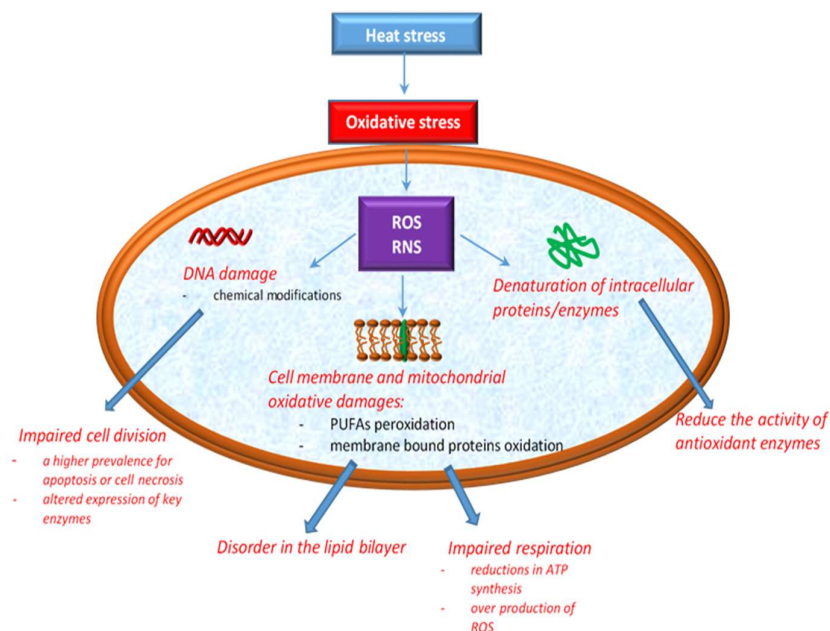 Heat stress
Oxidative stress
ROS
RNS
DNA damage
- chemical modifications
Denaturation of intracellular
proteins/enzymes
Cell membrane and mitochondrial
oxidative damages:
- PUFAs peroxidation
- membrane bound proteins oxidation
Impaired cell division
- a higher prevalence for
apoptosis or cell necrosis
- altered expression of key
enzymes
Disorder in the lipid bilayer
Impaired respiration
- reductions in ATP
synthesis
- over production of
ROS
Reduce the activity of
antioxidant enzymes